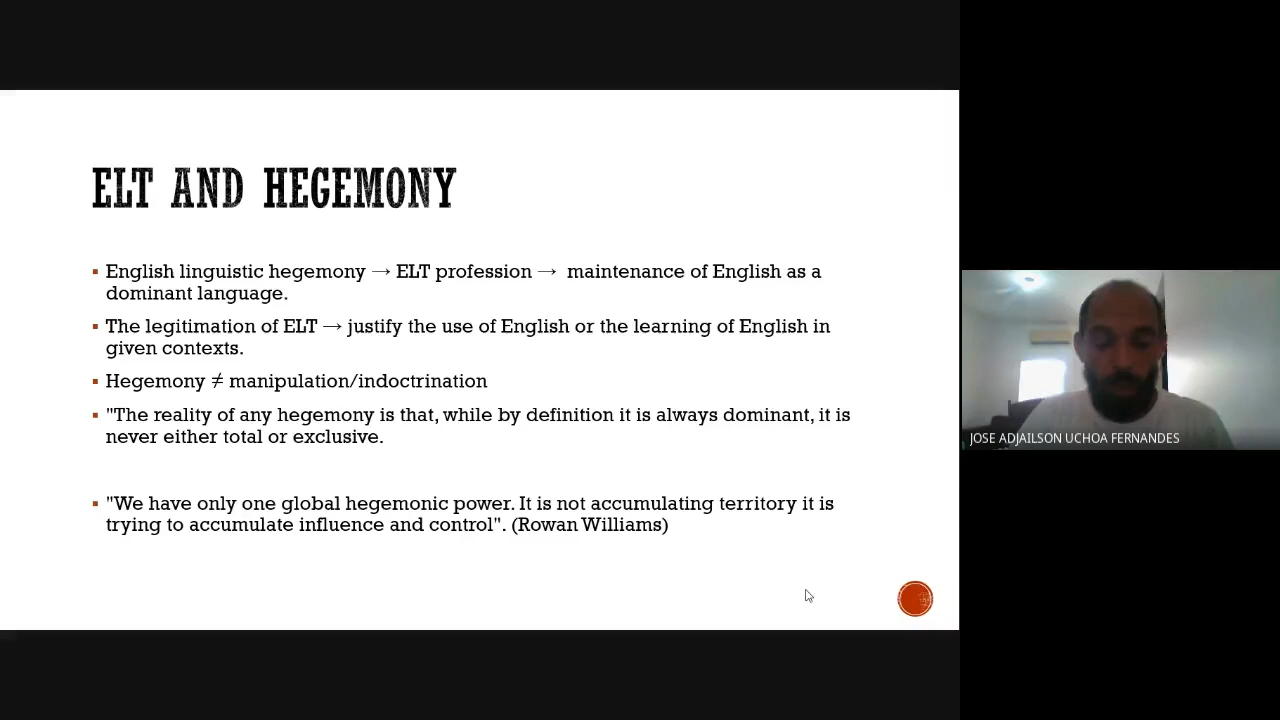 ELT AND HEGEMONY
English linguistic hegemony → ELT profession → maintenance of English as a
dominant language.
The legitimation of ELT → justify the use of English or the learning of English in
given contexts.
Hegemony ≠ manipulation/indoctrination
"The reality of any hegemony is that, while by definition it is always dominant, it is
never either total or exclusive.
"We have only one global hegemonic power. It is not accumulating territory it is
trying to accumulate influence and control". (Rowan Williams)
JOSE ADJAILSON UCHOA FERNANDES